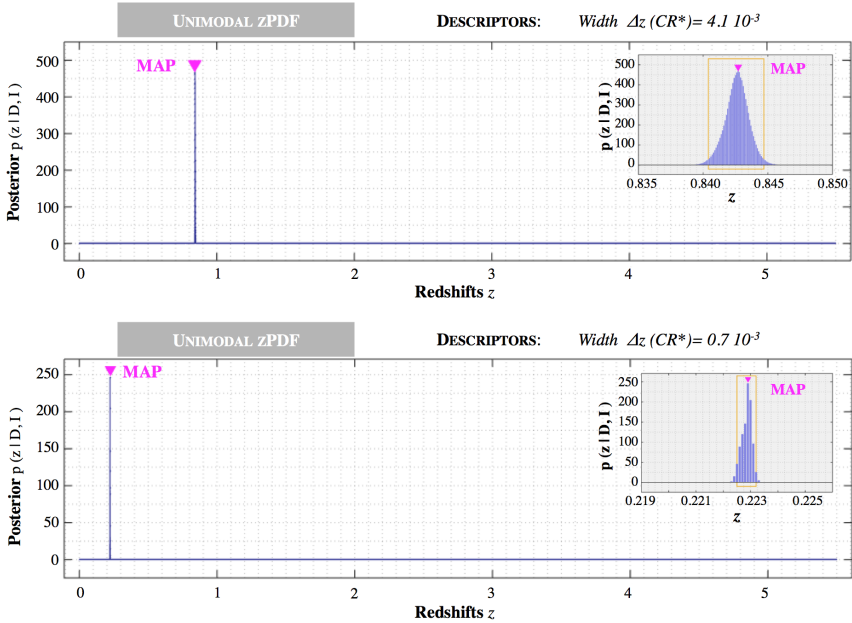 UNIMODAL ZPDF
DESCRIPTORS: Width Δz (CR*)= 4.1 10⁻³
MAP
Posterior p (z | D, I )
500
400
300
200
100
0
0 1 2 3 4 5
Redshifts z
MAP
p (z | D, I )
500
400
300
200
100
0
0.835 0.840 0.845 0.850
z
UNIMODAL ZPDF
DESCRIPTORS: Width Δz (CR*)= 0.7 10⁻³
MAP
Posterior p (z | D, I )
250
200
150
100
50
0
0 1 2 3 4 5
Redshifts z
MAP
p (z | D, I )
250
200
150
100
50
0
0.219 0.221 0.223 0.225
z